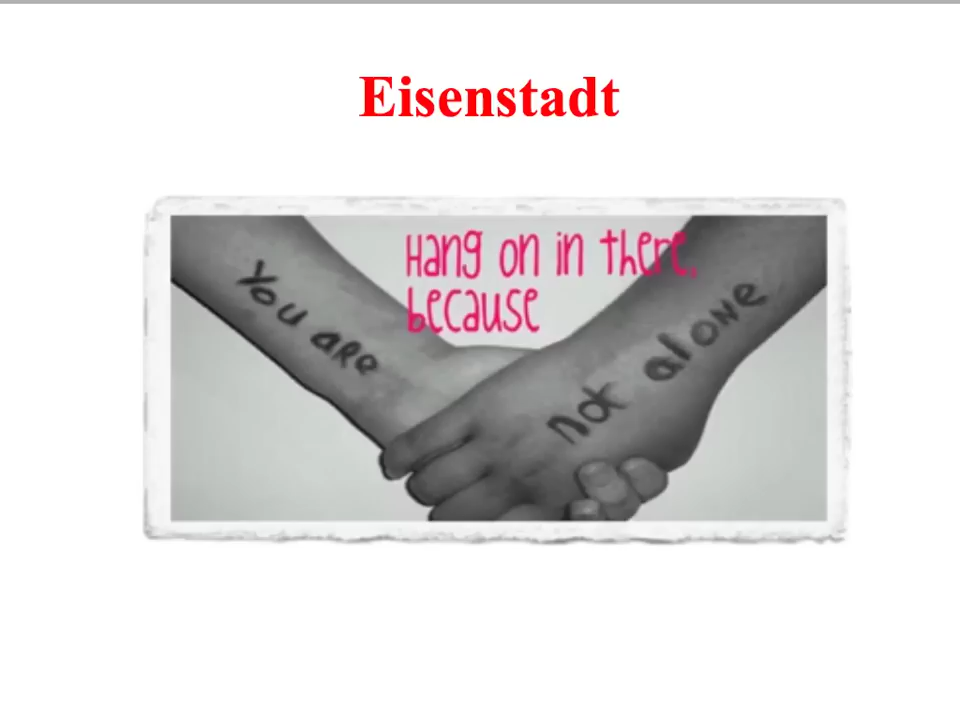 Eisenstadt
Hang on in there,
because
You are
not alone